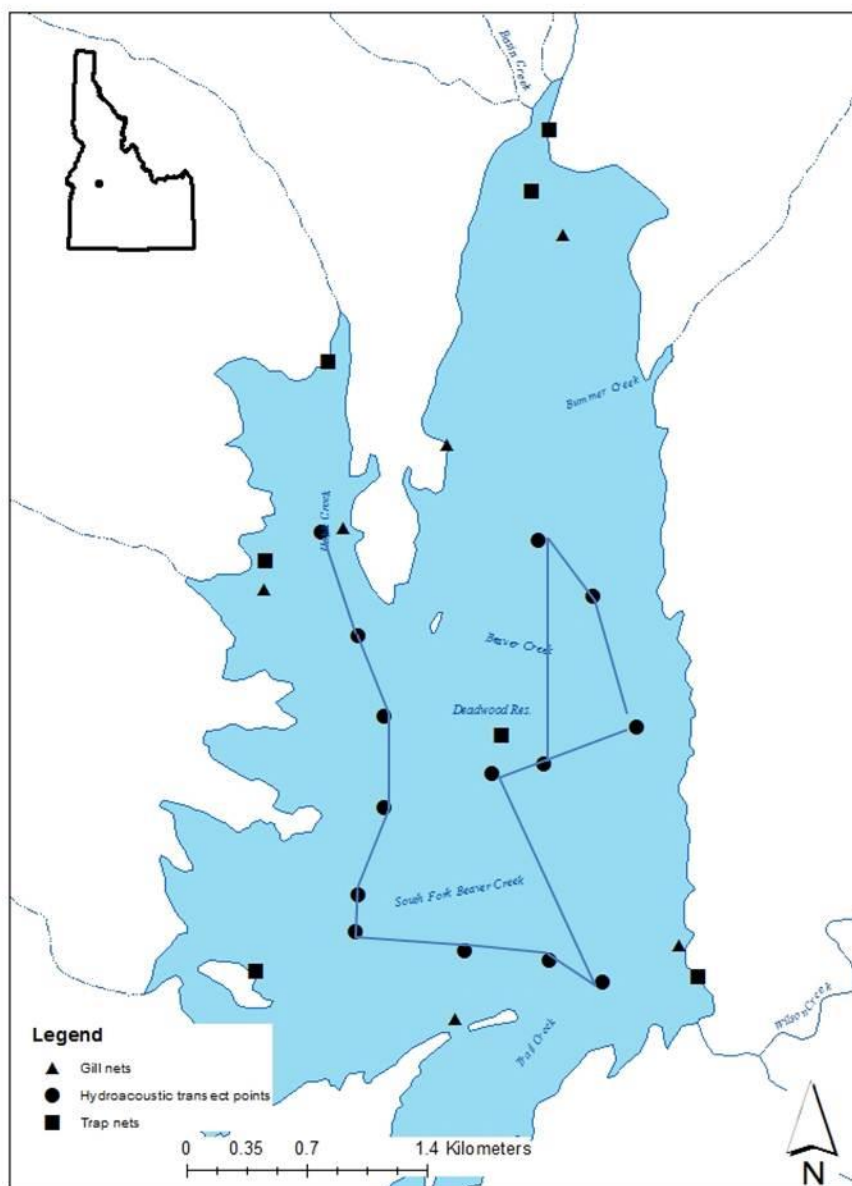 Basin Creek
Bummer Creek
Creek
Beaver Creek
Deadwood Res.
South Fork Beaver Creek
Wilson Creek
Trail Creek
Legend
Gill nets
Hydroacoustic transect points
Trap nets
0 0.35 0.7 1.4 Kilometers
N